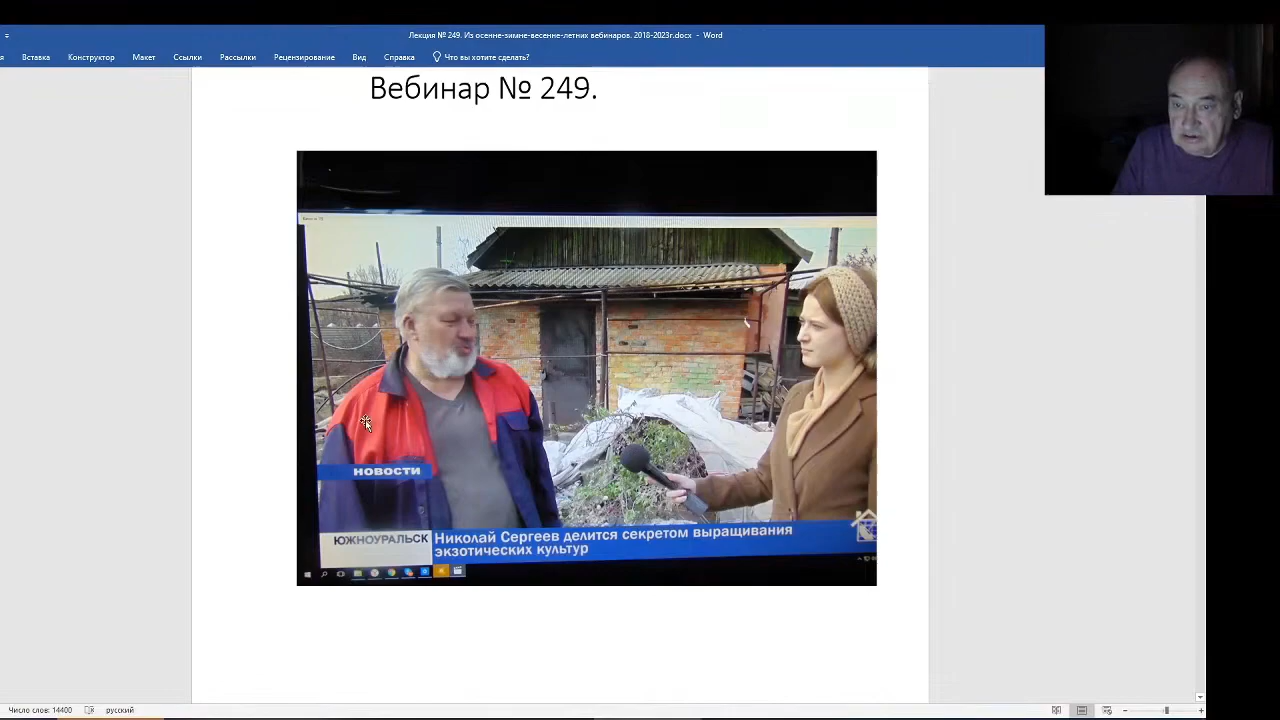 Лекция № 249. Из осенне-зимне-весенне-летних вебинаров. 2018-2023г.docx - Word
Вставка Конструктор Макет Ссылки Рассылки Рецензирование Вид Справка Что вы хотите сделать?
Вебинар № 249.
НОВОСТИ
ЮЖНОУРАЛЬСК
Николай Сергеев делится секретом выращивания
экзотических культур
Число слов: 14400 русский